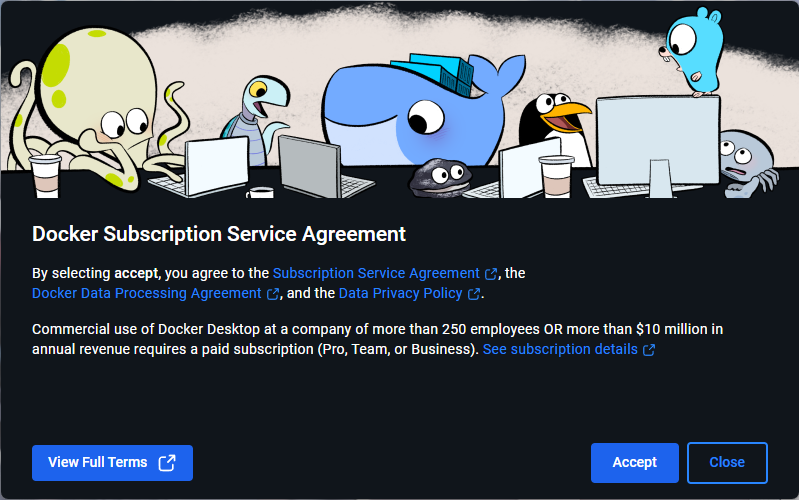 Docker Subscription Service Agreement
By selecting accept, you agree to the Subscription Service Agreement, the
Docker Data Processing Agreement, and the Data Privacy Policy.
Commercial use of Docker Desktop at a company of more than 250 employees OR more than $10 million in
annual revenue requires a paid subscription (Pro, Team, or Business). See subscription details
View Full Terms
Accept
Close